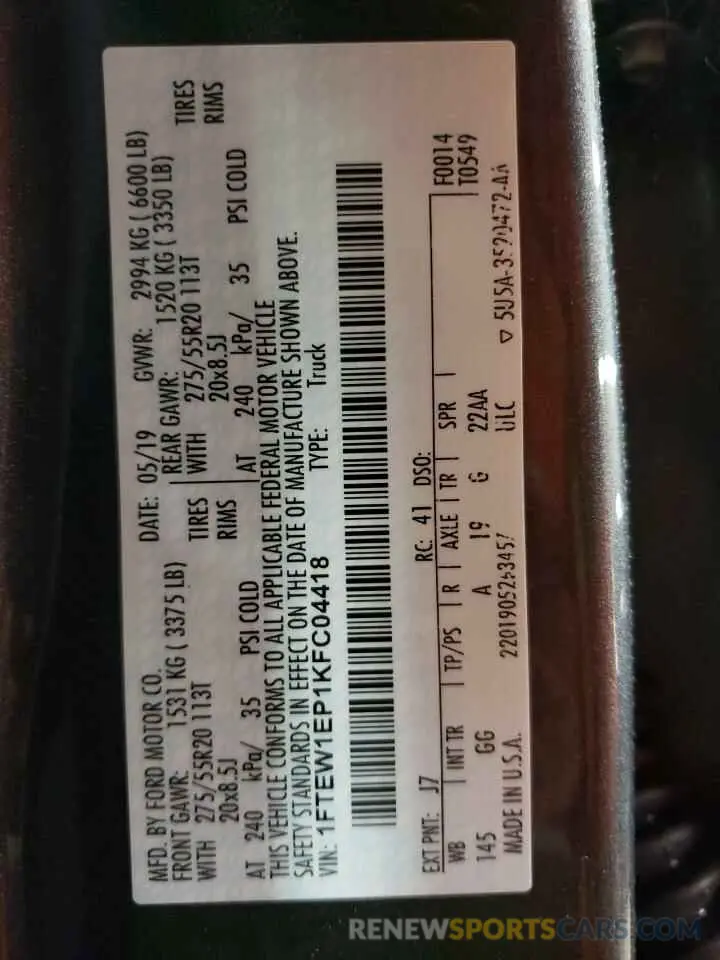 MFD. BY FORD MOTOR CO. DATE: 05/19 GVWR: 2994 KG ( 6600 LB)
FRONT GAWR: 1531 KG ( 3375 LB) REAR GAWR: 1520 KG ( 3350 LB)
WITH 275/55R20 113T TIRES WITH 275/55R20 113T TIRES
20x8.5J RIMS 20x8.5J RIMS
AT 240 kPa/ 35 PSI COLD AT 240 kPa/ 35 PSI COLD
THIS VEHICLE CONFORMS TO ALL APPLICABLE FEDERAL MOTOR VEHICLE
SAFETY STANDARDS IN EFFECT ON THE DATE OF MANUFACTURE SHOWN ABOVE.
VIN: 1FTEW1EP1KFC04418 TYPE: Truck
EXT PNT: J7 RC: 41 DSO: F0014
WB INT TR TP/PS R AXLE TR SPR T0549
145 GG A 19 G 22AA
MADE IN U.S.A. ULC
RENEWSPORTSCARS.COM